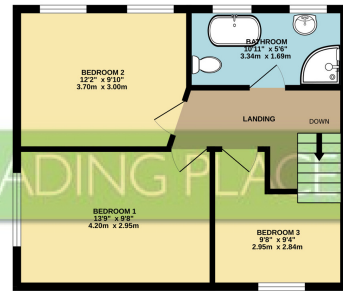 BATHROOM
10'11" x 5'6"
3.34m x 1.69m
BEDROOM 2
12'2" x 9'10"
3.70m x 3.00m
LANDING
DOWN
ADING PLACE
BEDROOM 1
13'9" x 9'8"
4.20m x 2.95m
BEDROOM 3
9'8" x 9'4"
2.95m x 2.84m